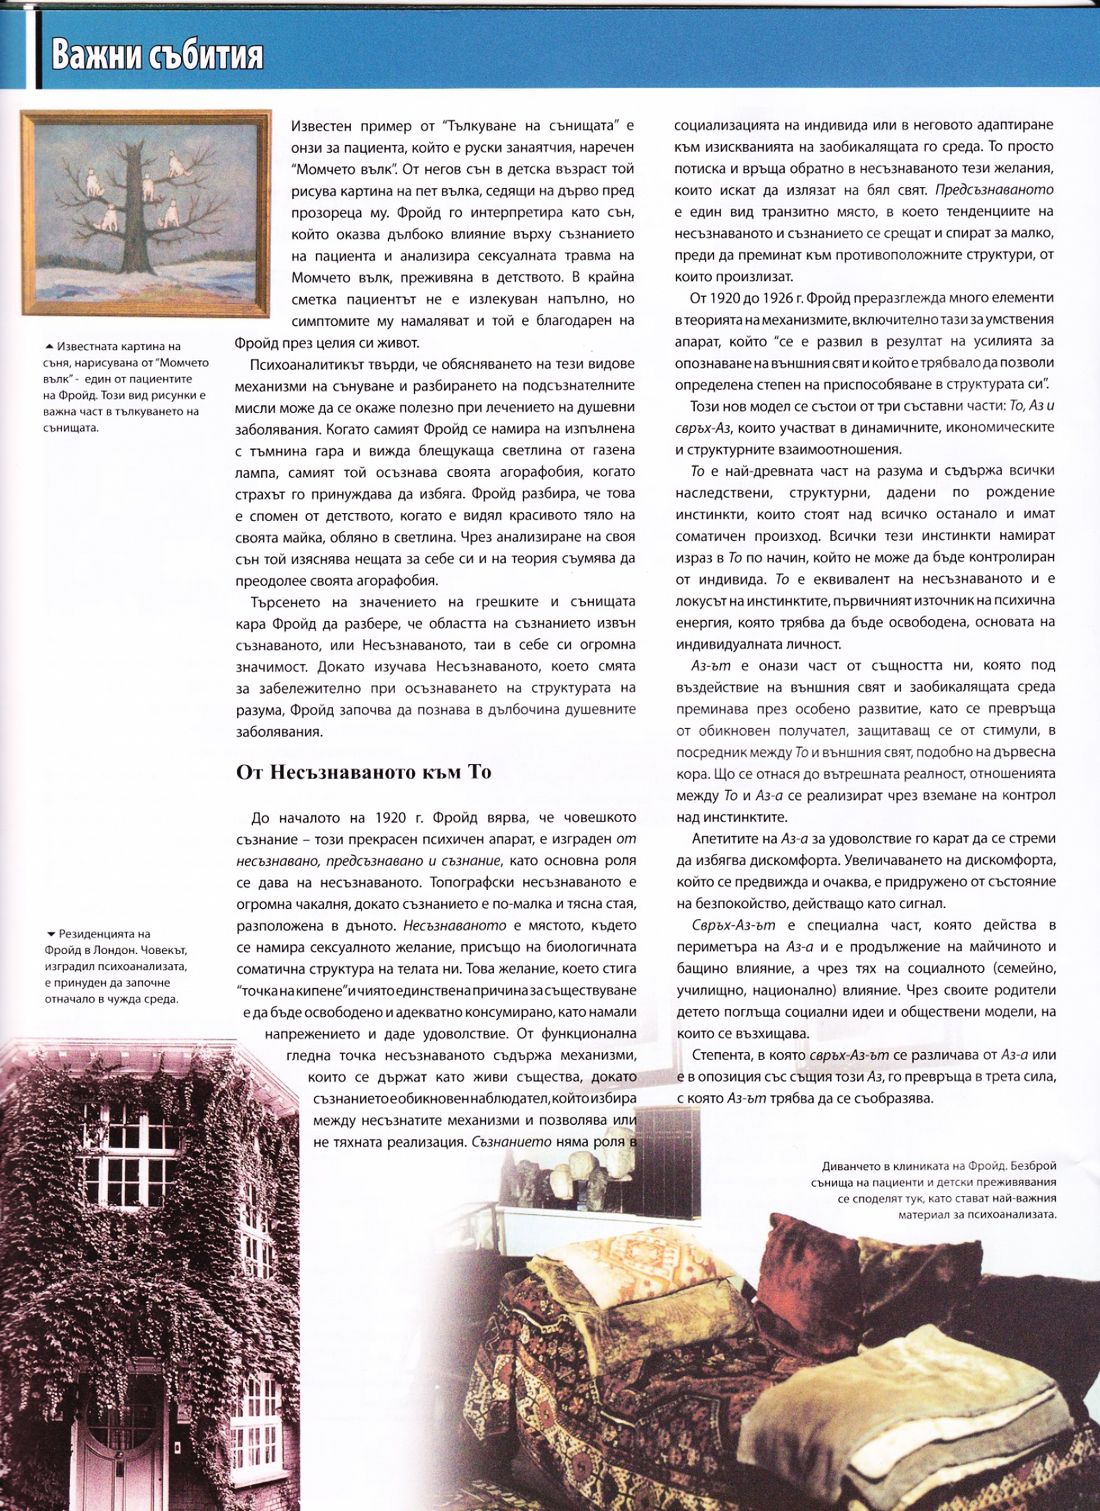 Важни събития
Известен пример от “Тълкуване на сънищата” е
онзи за пациента, който е руски занаятчия, наречен
“Момчето вълк”. От негов сън в детска възраст той
рисува картина на пет вълка, седящи на дърво пред
прозореца му. Фройд го интерпретира като сън,
който оказва дълбоко влияние върху съзнанието
на пациента и анализира сексуалната травма на
Момчето вълк, преживяна в детството. В крайна
сметка пациентът не е излекуван напълно, но
симптомите му намаляват и той е благодарен на
Фройд през целия си живот.
Психоаналитикът твърди, че обясняването на тези видове
механизми на сънуване и разбирането на подсъзнателните
мисли може да се окаже полезно при лечението на душевни
заболявания. Когато самият Фройд се намира на изпълнена
с тъмнина гара и вижда блещукаща светлина от газена
лампа, самият той осъзнава своята агорафобия, когато
страхът го принуждава да избяга. Фройд разбира, че това
е спомен от детството, когато е видял красивото тяло на
своята майка, обляно в светлина. Чрез анализиране на своя
сън той изяснява нещата за себе си и на теория съумява да
преодолее своята агорафобия.
Търсенето на значението на грешките и сънищата
кара Фройд да разбере, че областта на съзнанието извън
съзнаваното, или Несъзнаваното, таи в себе си огромна
значимост. Докато изучава Несъзнаваното, което смята
за забележително при осъзнаването на структурата на
разума, Фройд започва да познава в дълбочина душевните
заболявания.
От Несъзнаваното към То
До началото на 1920 г. Фройд вярва, че човешкото
съзнание – този прекрасен психичен апарат, е изграден от
несъзнавано, предсъзнавано и съзнание, като основна роля
се дава на несъзнаваното. Топографски несъзнаваното е
огромна чакалня, докато съзнанието е по-малка и тясна стая,
разположена в дъното. Несъзнаваното е мястото, където
се намира сексуалното желание, присъщо на биологичната
соматична структура на телата ни. Това желание, което стига
“точка на кипене” и чиято единствена причина за съществуване
е да бъде освободено и адекватно консумирано, като намали
напрежението и даде удоволствие. От функционална
гледна точка несъзнаваното съдържа механизми,
които се държат като живи същества, докато
съзнанието е обикновен наблюдател, който избира
между несъзнатите механизми и позволява или
не тяхната реализация. Съзнанието няма роля в
социализацията на индивида или в неговото адаптиране
към изискванията на заобикалящата го среда. То просто
потиска и връща обратно в несъзнаваното тези желания,
които искат да излязат на бял свят. Предсъзнаваното
е един вид транзитно място, в което тенденциите на
несъзнаваното и съзнанието се срещат и спират за малко,
преди да преминат към противоположните структури, от
които произлизат.
От 1920 до 1926 г. Фройд преразглежда много елементи
в теорията на механизмите, включително тази за умствения
апарат, който “се е развил в резултат на усилията за
опознаване на външния свят и който е трябвало да позволи
определена степен на приспособяване в структурата си”.
Този нов модел се състои от три съставни части: То, Аз и
свръх-Аз, които участват в динамичните, икономическите
и структурните взаимоотношения.
То е най-древната част на разума и съдържа всички
наследствени, структурни, дадени по рождение
инстинкти, които стоят над всичко останало и имат
соматичен произход. Всички тези инстинкти намират
израз в То по начин, който не може да бъде контролиран
от индивида. То е еквивалент на несъзнаваното и е
локусът на инстинктите, първичният източник на психична
енергия, която трябва да бъде освободена, основата на
индивидуалната личност.
Аз-ът е онази част от същността ни, която под
въздействие на външния свят и заобикалящата среда
преминава през особено развитие, като се превръща
от обикновен получател, защитаващ се от стимули, в
посредник между То и външния свят, подобно на дървесна
кора. Що се отнася до вътрешната реалност, отношенията
между То и Аз-а се реализират чрез вземане на контрол
над инстинктите.
Апетитите на Аз-а за удоволствие го карат да се стреми
да избягва дискомфорта. Увеличаването на дискомфорта,
който се предвижда и очаква, е придружено от състояние
на безпокойство, действащо като сигнал.
Свръх-Аз-ът е специална част, която действа в
периметъра на Аз-а и е продължение на майчиното и
бащино влияние, а чрез тях на социалното (семейно,
училищно, национално) влияние. Чрез своите родители
детето поглъща социални идеи и обществени модели, на
които се възхищава.
Степента, в която свръх-Аз-ът се различава от Аз-а или
е в опозиция със същия този Аз, го превръща в трета сила,
с която Аз-ът трябва да се съобразява.
Известната картина на
съня, нарисувана от “Момчето
вълк” - един от пациентите
на Фройд. Този вид рисунки е
важна част в тълкуването на
сънищата.
Резиденцията на
Фройд в Лондон. Човекът,
изградил психоанализата,
е принуден да започне
отначало в чужда среда.
Диванчето в клиниката на Фройд. Безброй
сънища на пациенти и детски преживявания
се споделят тук, като стават най-важния
материал за психоанализата.